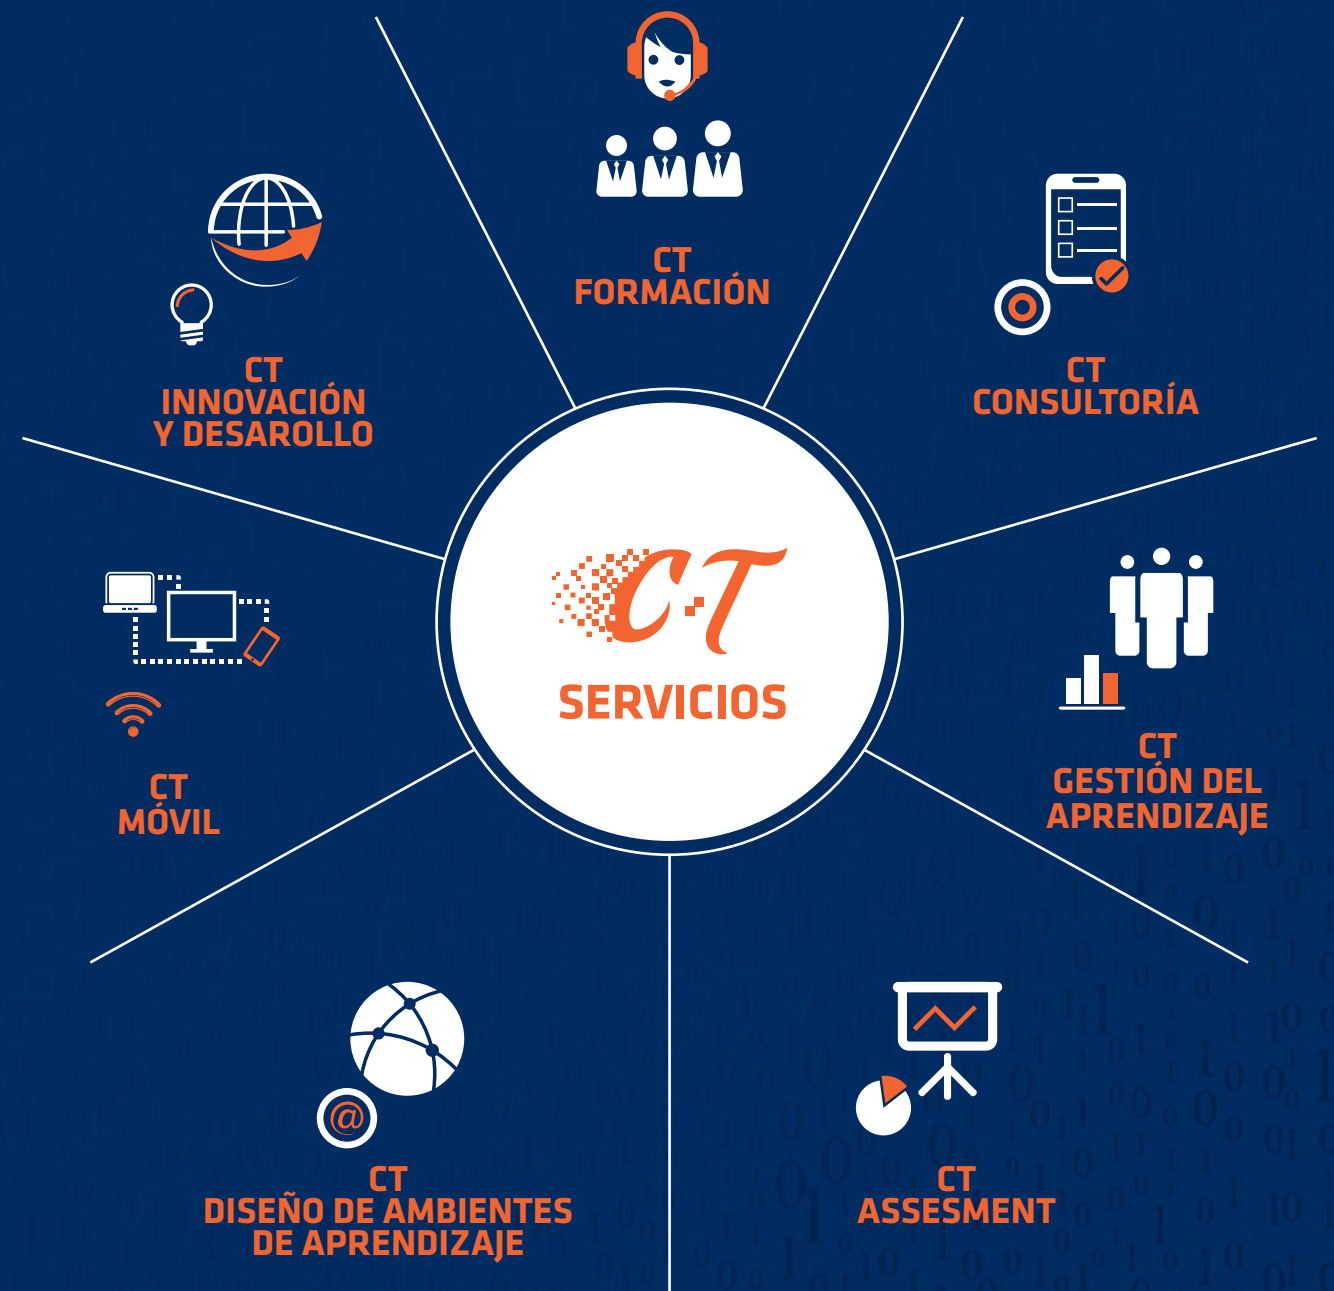 CT
FORMACIÓN
CT
CONSULTORÍA
CT
GESTIÓN DEL
APRENDIZAJE
CT
ASSESMENT
CT
DISEÑO DE AMBIENTES
DE APRENDIZAJE
@
CT
MÓVIL
CT
INNOVACIÓN
Y DESAROLLO
C·T
SERVICIOS